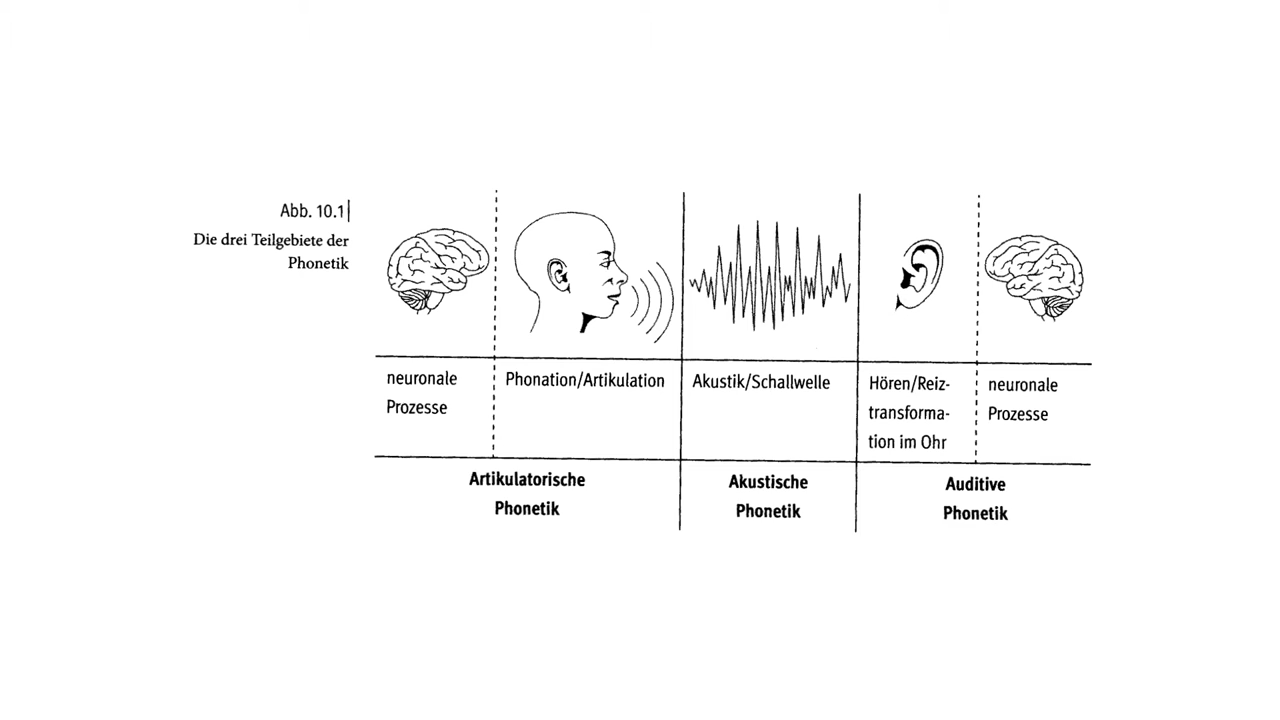 Abb. 10.1
Die drei Teilgebiete der
Phonetik
neuronale
Prozesse
Phonation/Artikulation
Akustik/Schallwelle
Hören/Reiz-
transforma-
tion im Ohr
neuronale
Prozesse
Artikulatorische
Phonetik
Akustische
Phonetik
Auditive
Phonetik